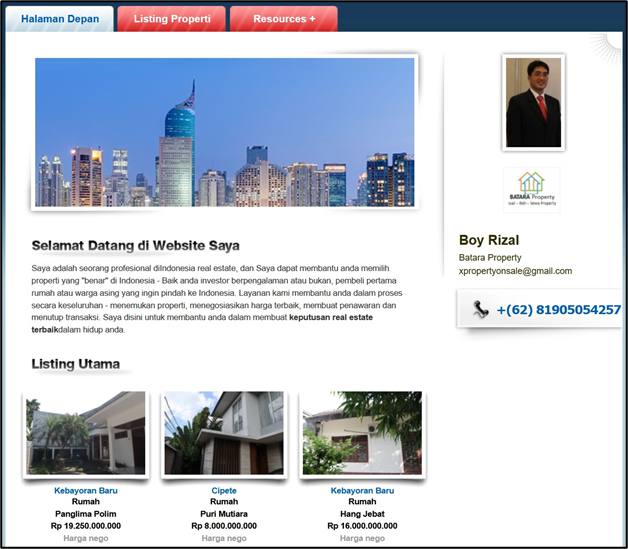 Halaman Depan
Listing Properti
Resources +
BATARA Property
Jual - Beli - Sewa Property
Boy Rizal
Batara Property
xpropertyonsale@gmail.com
+(62) 81905054257
Selamat Datang di Website Saya
Saya adalah seorang profesional diIndonesia real estate, dan Saya dapat membantu anda memilih
properti yang "benar" di Indonesia - Baik anda investor berpengalaman atau bukan, pembeli pertama
rumah atau warga asing yang ingin pindah ke Indonesia. Layanan kami membantu anda dalam proses
secara keseluruhan - menemukan properti, menegosiasikan harga terbaik, membuat penawaran dan
menutup transaksi. Saya disini untuk membantu anda dalam membuat keputusan real estate
terbaikdalam hidup anda.
Listing Utama
Kebayoran Baru
Rumah
Panglima Polim
Rp 19.250.000.000
Harga nego
Cipete
Rumah
Puri Mutiara
Rp 8.000.000.000
Harga nego
Kebayoran Baru
Rumah
Hang Jebat
Rp 16.000.000.000
Harga nego